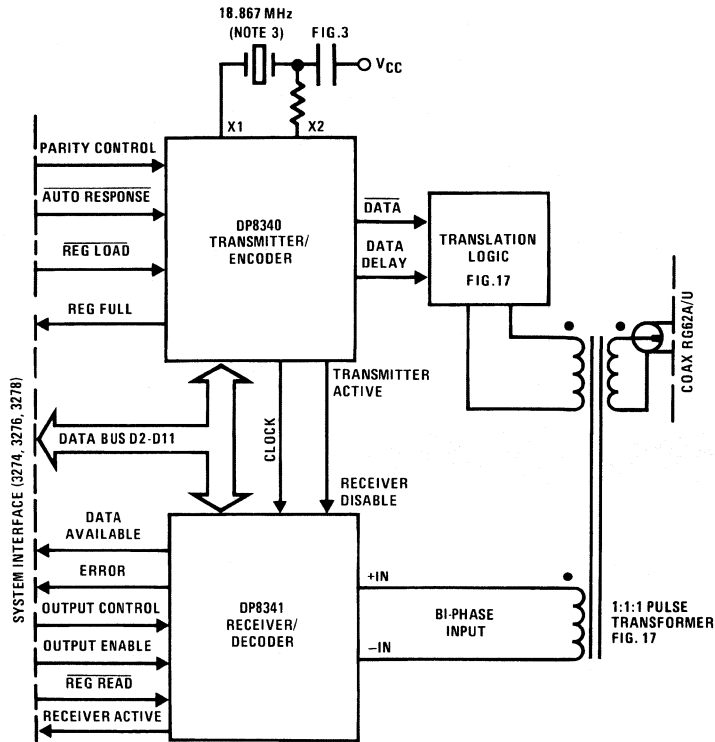 18.867 MHz
(NOTE 3)
FIG.3
VCC
X1
X2
PARITY CONTROL
AUTO RESPONSE
REG LOAD
REG FULL
DP8340
TRANSMITTER/
ENCODER
DATA
DATA
DELAY
TRANSLATION
LOGIC
FIG.17
COAX RG62A/U
TRANSMITTER
ACTIVE
DATA BUS D2-D11
CLOCK
RECEIVER
DISABLE
SYSTEM INTERFACE (3274, 3276, 3278)
DATA
AVAILABLE
ERROR
OUTPUT CONTROL
OUTPUT ENABLE
REG READ
RECEIVER ACTIVE
DP8341
RECEIVER/
DECODER
+IN
BI-PHASE
INPUT
–IN
1:1:1 PULSE
TRANSFORMER
FIG. 17